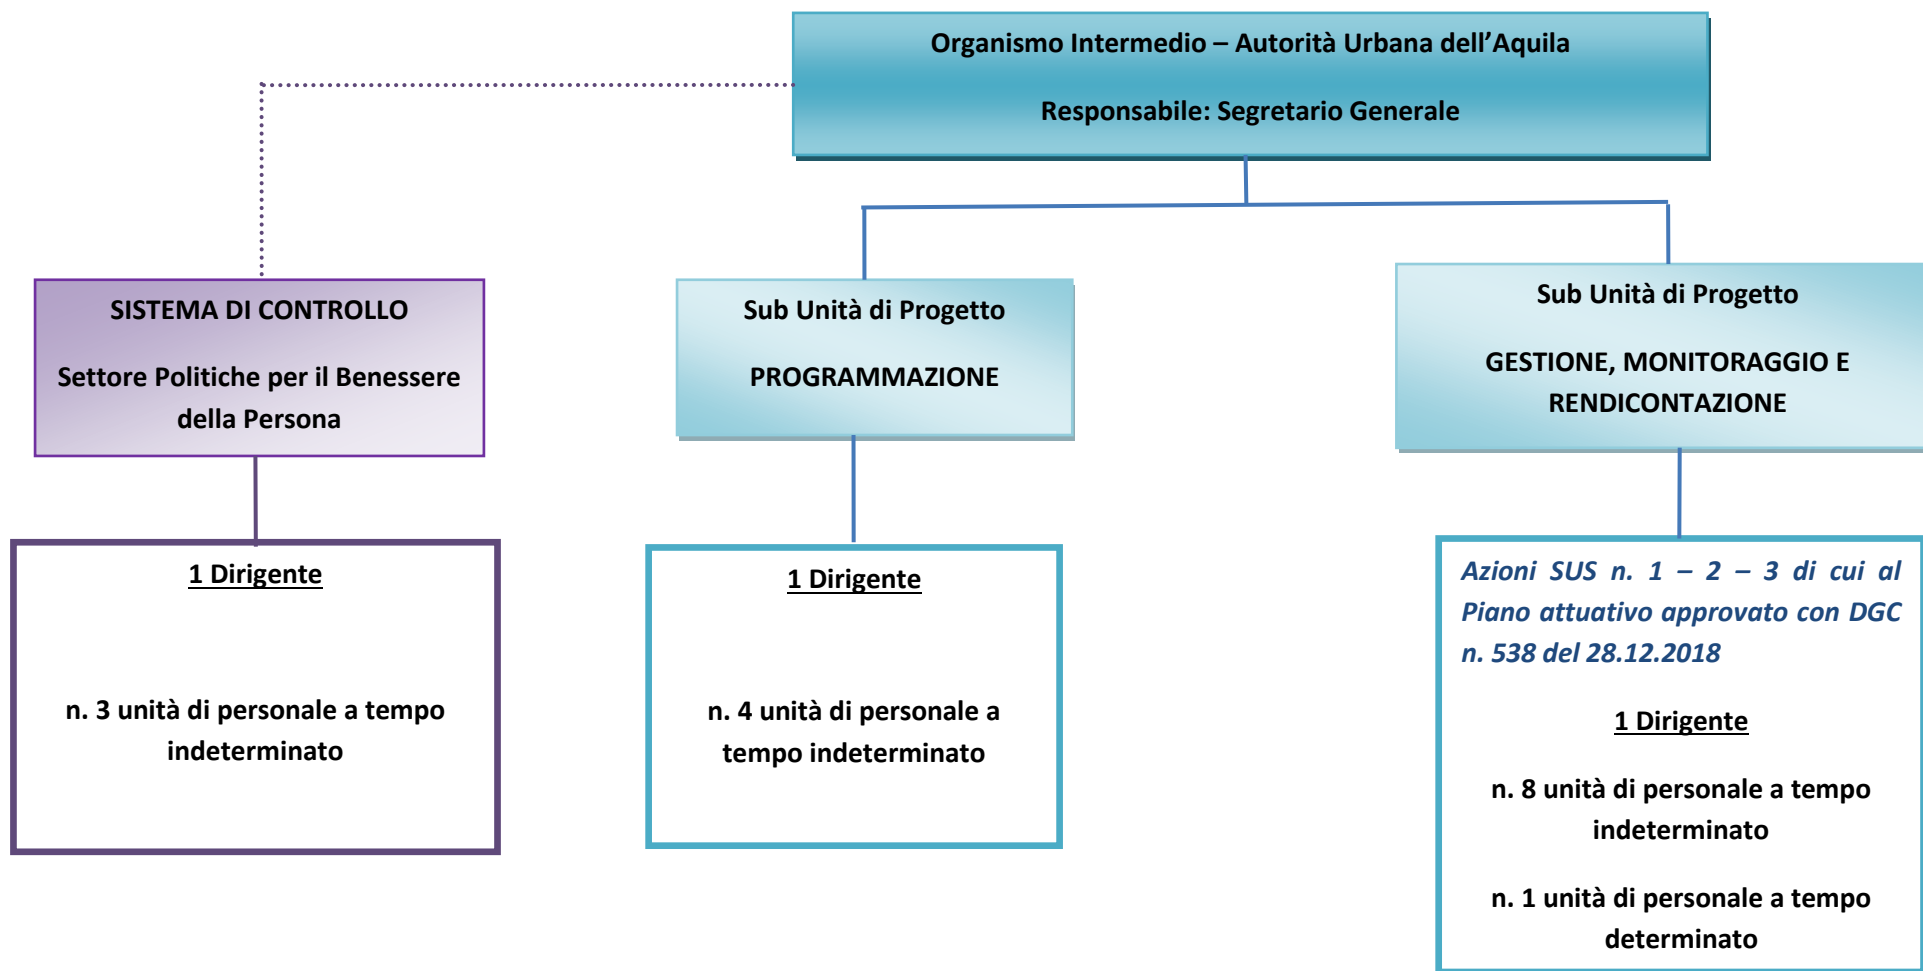 Organismo Intermedio – Autorità Urbana dell’Aquila
Responsabile: Segretario Generale
SISTEMA DI CONTROLLO
Settore Politiche per il Benessere
della Persona
Sub Unità di Progetto
PROGRAMMAZIONE
Sub Unità di Progetto
GESTIONE, MONITORAGGIO E
RENDICONTAZIONE
1 Dirigente
n. 3 unità di personale a tempo
indeterminato
1 Dirigente
n. 4 unità di personale a
tempo indeterminato
Azioni SUS n. 1 – 2 – 3 di cui al
Piano attuativo approvato con DGC
n. 538 del 28.12.2018
1 Dirigente
n. 8 unità di personale a tempo
indeterminato
n. 1 unità di personale a tempo
determinato